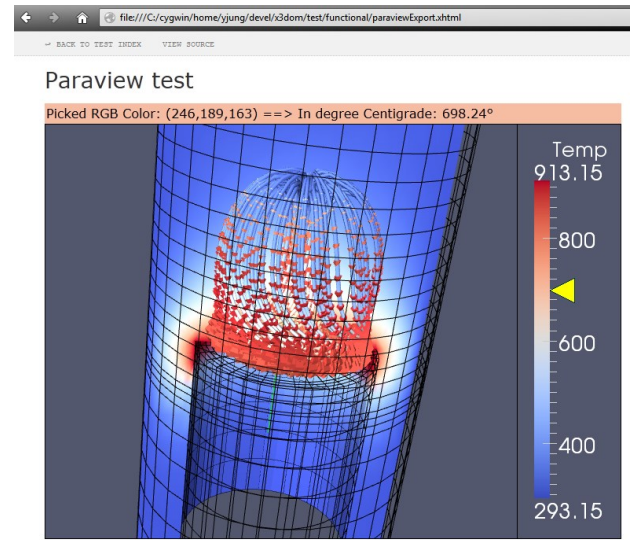 file:///C:/cygwin/home/yjung/devel/x3dom/test/functional/paraviewExport.xhtml
↩ BACK TO TEST INDEX VIEW SOURCE
Paraview test
Picked RGB Color: (246,189,163) ==> In degree Centigrade: 698.24°
Temp
913.15
800
600
400
293.15